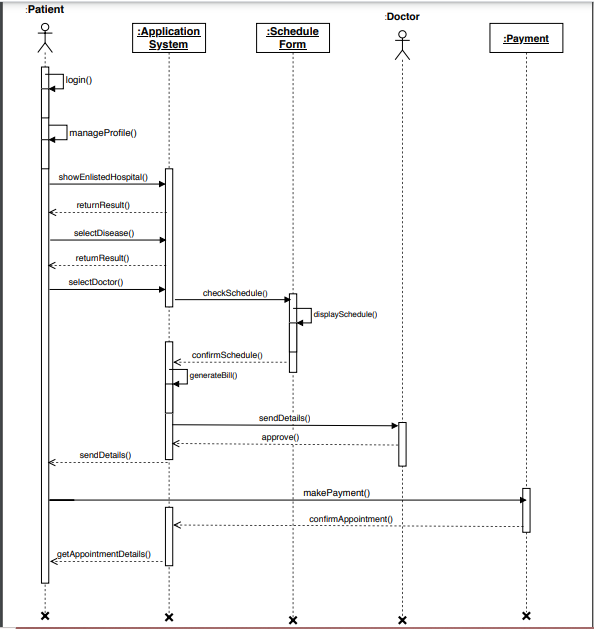 :Patient
:Application
System
:Schedule
Form
:Doctor
:Payment
login()
manageProfile()
showEnlistedHospital()
returnResult()
selectDisease()
returnResult()
selectDoctor()
checkSchedule()
displaySchedule()
confirmSchedule()
generateBill()
sendDetails()
approve()
sendDetails()
makePayment()
confirmAppointment()
getAppointmentDetails()